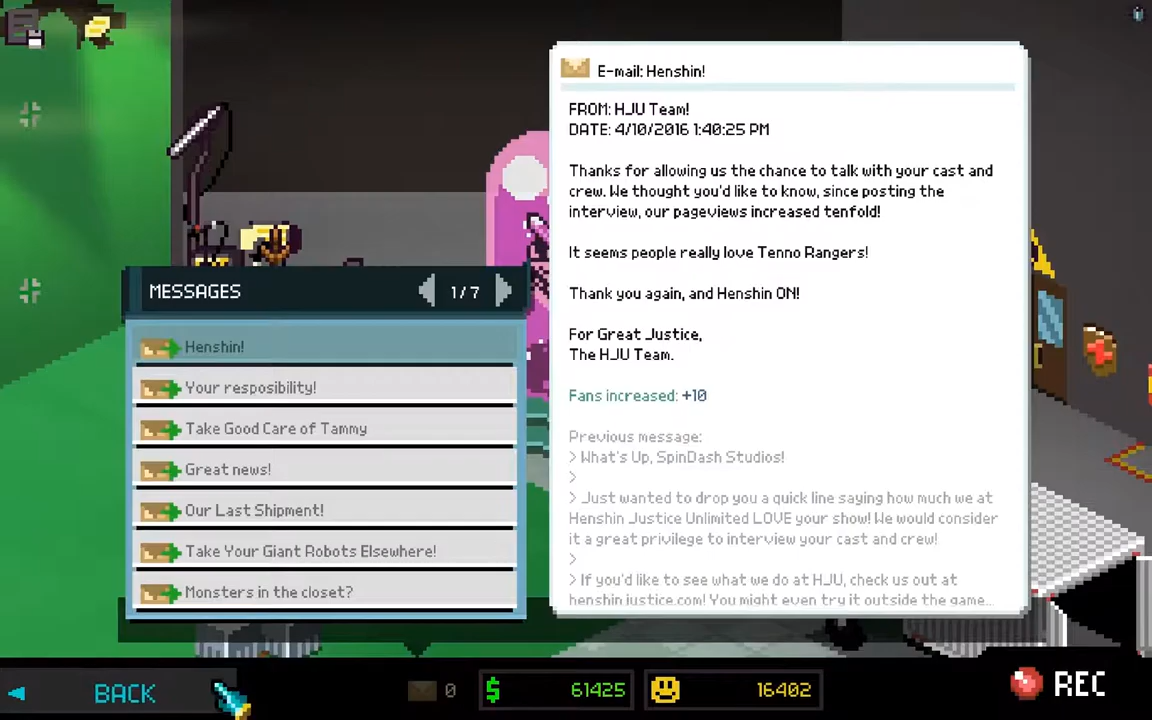 E-mail: Henshin!
FROM: HJU Team!
DATE: 4/10/2016 1:40:25 PM
Thanks for allowing us the chance to talk with your cast and
crew. We thought you'd like to know, since posting the
interview, our pageviews increased tenfold!
It seems people really love Tenno Rangers!
Thank you again, and Henshin ON!
For Great Justice,
The HJU Team.
Fans increased: +10
Previous message:
> What's Up, SpinDash Studios!
>
> Just wanted to drop you a quick line saying how much we at
Henshin Justice Unlimited LOVE your show! We would consider
it a great privilege to interview your cast and crew!
>
> If you'd like to see what we do at HJU, check us out at
henshin justice.com! You might even try it outside the game...
MESSAGES
1/7
Henshin!
Your resposibility!
Take Good Care of Tammy
Great news!
Our Last Shipment!
Take Your Giant Robots Elsewhere!
Monsters in the closet?
BACK
0
$ 61425
16402
REC